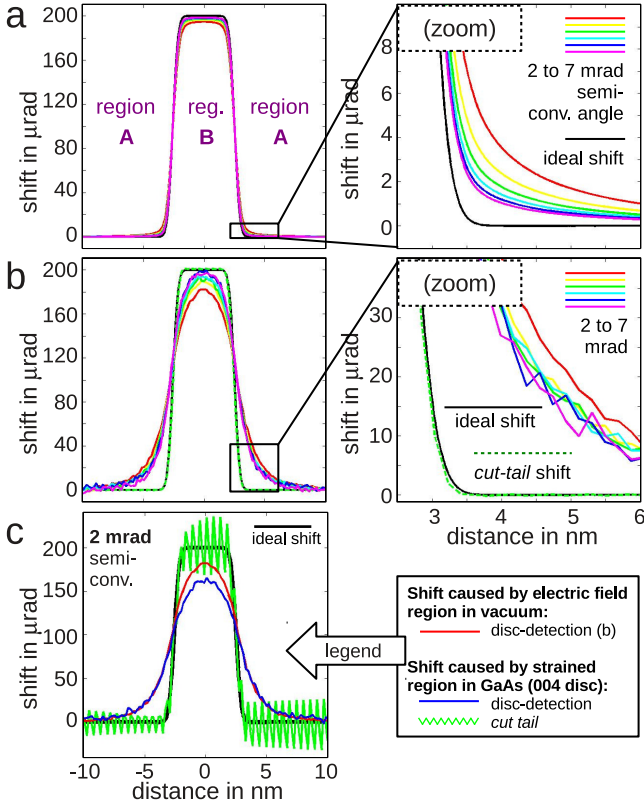 a
shift in μrad
200
160
120
80
40
0
region
A
reg.
B
region
A
(zoom)
shift in μrad
8
6
4
2
0
2 to 7 mrad
semi-
conv. angle
ideal shift
b
shift in μrad
200
160
120
80
40
0
(zoom)
shift in μrad
30
20
10
0
2 to 7
mrad
ideal shift
cut-tail shift
3
4
5
6
distance in nm
c
shift in μrad
200
150
100
50
0
2 mrad
semi-
conv.
ideal shift
-10
-5
0
5
10
distance in nm
legend
Shift caused by electric field
region in vacuum:
disc-detection (b)
Shift caused by strained
region in GaAs (004 disc):
disc-detection
cut tail